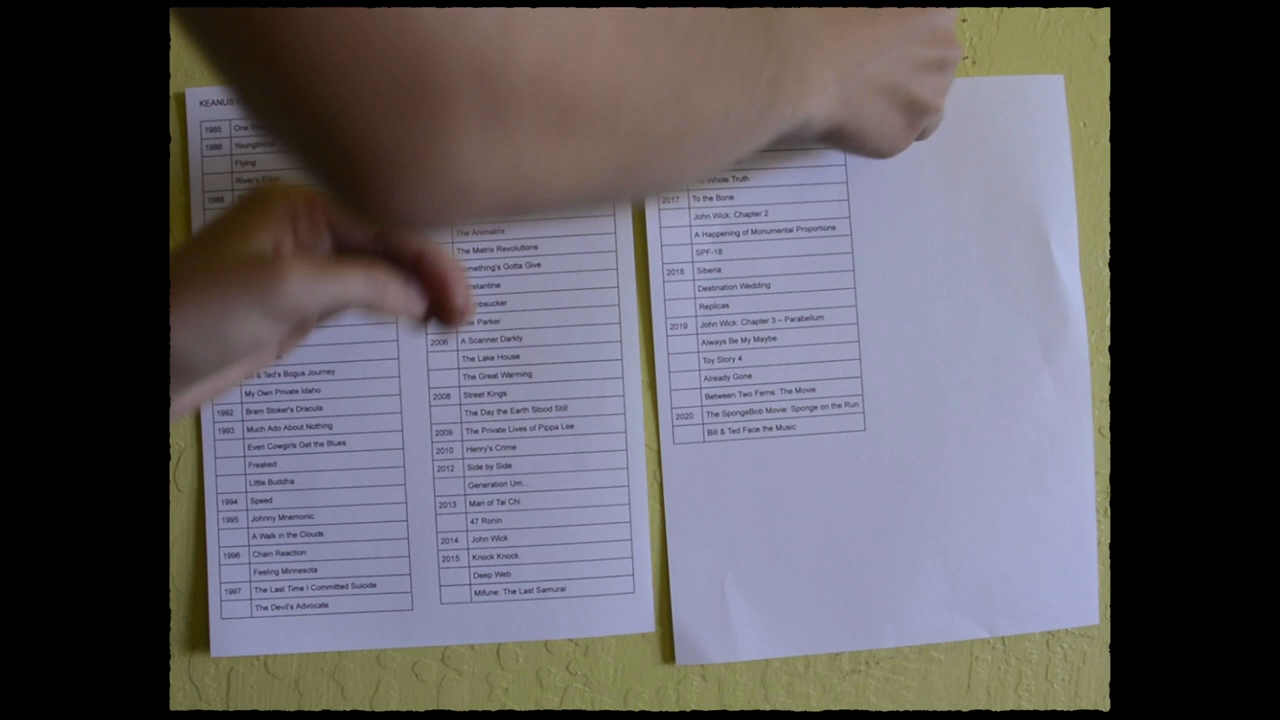 KEANUS
1985 One
1986 Youngblood
Flying
River's Edge
1988
& Ted's Bogus Journey
My Own Private Idaho
1992 Bram Stoker's Dracula
1993 Much Ado About Nothing
Even Cowgirls Get the Blues
Freaked
Little Buddha
1994 Speed
1995 Johnny Mnemonic
A Walk in the Clouds
1996 Chain Reaction
Feeling Minnesota
1997 The Last Time I Committed Suicide
The Devil's Advocate
The Animatrix
The Matrix Revolutions
omething's Gotta Give
nstantine
mbsucker
Ellie Parker
2006 A Scanner Darkly
The Lake House
The Great Warming
2008 Street Kings
The Day the Earth Stood Still
2009 The Private Lives of Pippa Lee
2010 Henry's Crime
2012 Side by Side
Generation Um...
2013 Man of Tai Chi
47 Ronin
2014 John Wick
2015 Knock Knock
Deep Web
Mifune: The Last Samurai
Whole Truth
2017 To the Bone
John Wick: Chapter 2
A Happening of Monumental Proportions
SPF-18
2018 Siberia
Destination Wedding
Replicas
2019 John Wick: Chapter 3 – Parabellum
Always Be My Maybe
Toy Story 4
Already Gone
Between Two Ferns: The Movie
2020 The SpongeBob Movie: Sponge on the Run
Bill & Ted Face the Music